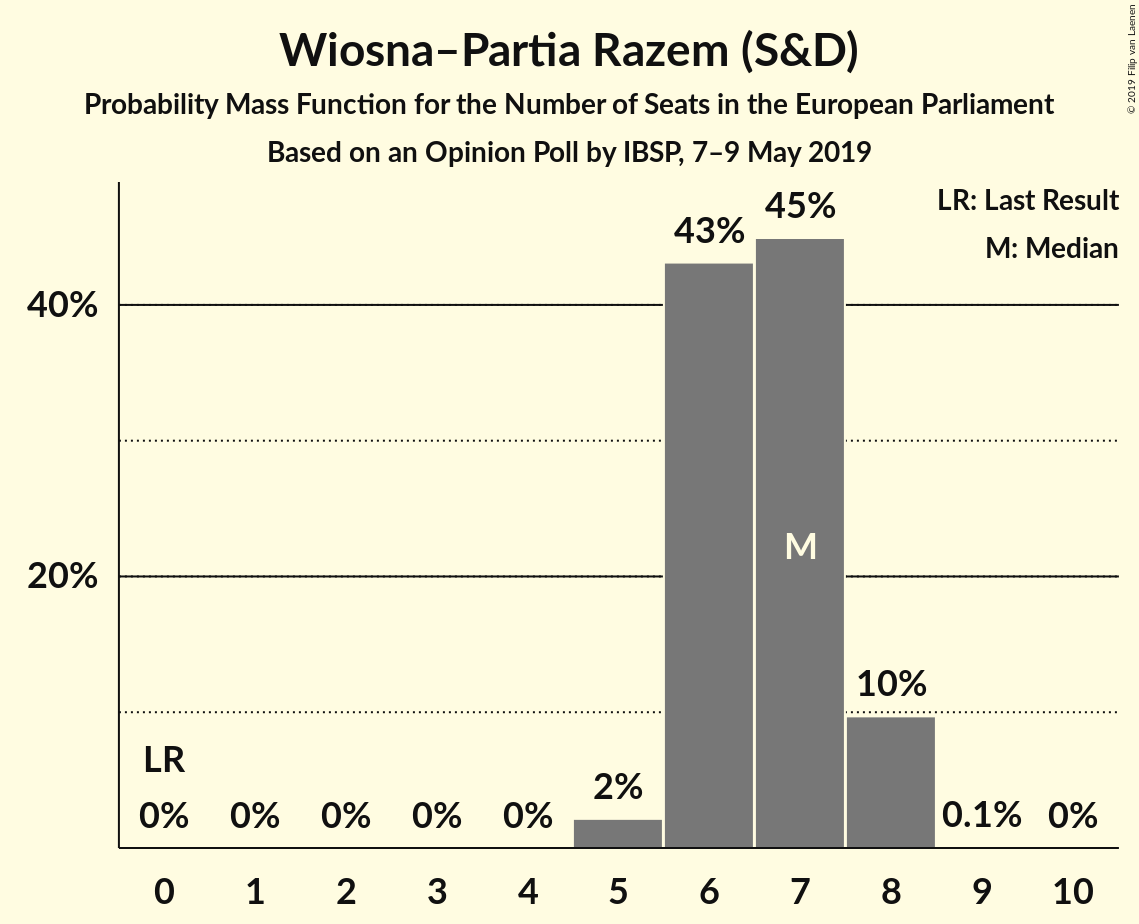 Wiosna–Partia Razem (S&D)
Probability Mass Function for the Number of Seats in the European Parliament
Based on an Opinion Poll by IBSP, 7–9 May 2019
© 2019 Filip van Laenen
LR: Last Result
M: Median
45%
43%
40%
M
20%
10%
LR
2%
0% 0% 0% 0% 0% 0.1% 0%
0 1 2 3 4 5 6 7 8 9 10